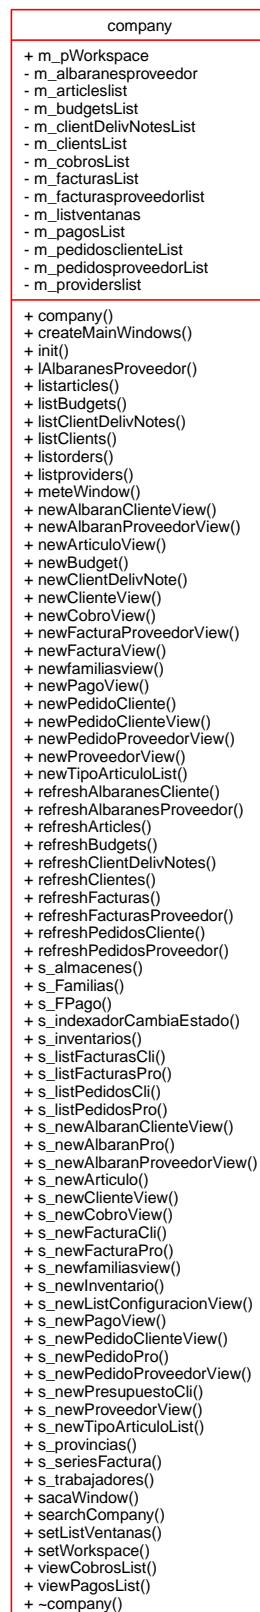 company
+ m_pWorkspace
- m_albaranesproveedor
- m_articleslist
- m_budgetsList
- m_clientDelivNotesList
- m_clientsList
- m_cobrosList
- m_facturasList
- m_facturasproveedorlist
- m_listventanas
- m_pagosList
- m_pedidosclienteList
- m_pedidosproveedorList
- m_providerslist
+ company()
+ createMainWindows()
+ init()
+ lAlbaranesProveedor()
+ listarticles()
+ listBudgets()
+ listClientDelivNotes()
+ listClients()
+ listorders()
+ listproviders()
+ meteWindow()
+ newAlbaranClienteView()
+ newAlbaranProveedorView()
+ newArticuloView()
+ newBudget()
+ newClientDelivNote()
+ newClienteView()
+ newCobroView()
+ newFacturaProveedorView()
+ newFacturaView()
+ newfamiliasview()
+ newPagoView()
+ newPedidoCliente()
+ newPedidoClienteView()
+ newPedidoProveedorView()
+ newProveedorView()
+ newTipoArticuloList()
+ refreshAlbaranesCliente()
+ refreshAlbaranesProveedor()
+ refreshArticles()
+ refreshBudgets()
+ refreshClientDelivNotes()
+ refreshClientes()
+ refreshFacturas()
+ refreshFacturasProveedor()
+ refreshPedidosCliente()
+ refreshPedidosProveedor()
+ s_almacenes()
+ s_Familias()
+ s_FPago()
+ s_indexadorCambiaEstado()
+ s_inventarios()
+ s_listFacturasCli()
+ s_listFacturasPro()
+ s_listPedidosCli()
+ s_listPedidosPro()
+ s_newAlbaranClienteView()
+ s_newAlbaranPro()
+ s_newAlbaranProveedorView()
+ s_newArticulo()
+ s_newClienteView()
+ s_newCobroView()
+ s_newFacturaCli()
+ s_newFacturaPro()
+ s_newfamiliasview()
+ s_newInventario()
+ s_newListConfiguracionView()
+ s_newPagoView()
+ s_newPedidoClienteView()
+ s_newPedidoPro()
+ s_newPedidoProveedorView()
+ s_newPresupuestoCli()
+ s_newProveedorView()
+ s_newTipoArticuloList()
+ s_provincias()
+ s_seriesFactura()
+ s_trabajadores()
+ sacaWindow()
+ searchCompany()
+ setListVentanas()
+ setWorkspace()
+ viewCobrosList()
+ viewPagosList()
+ ~company()